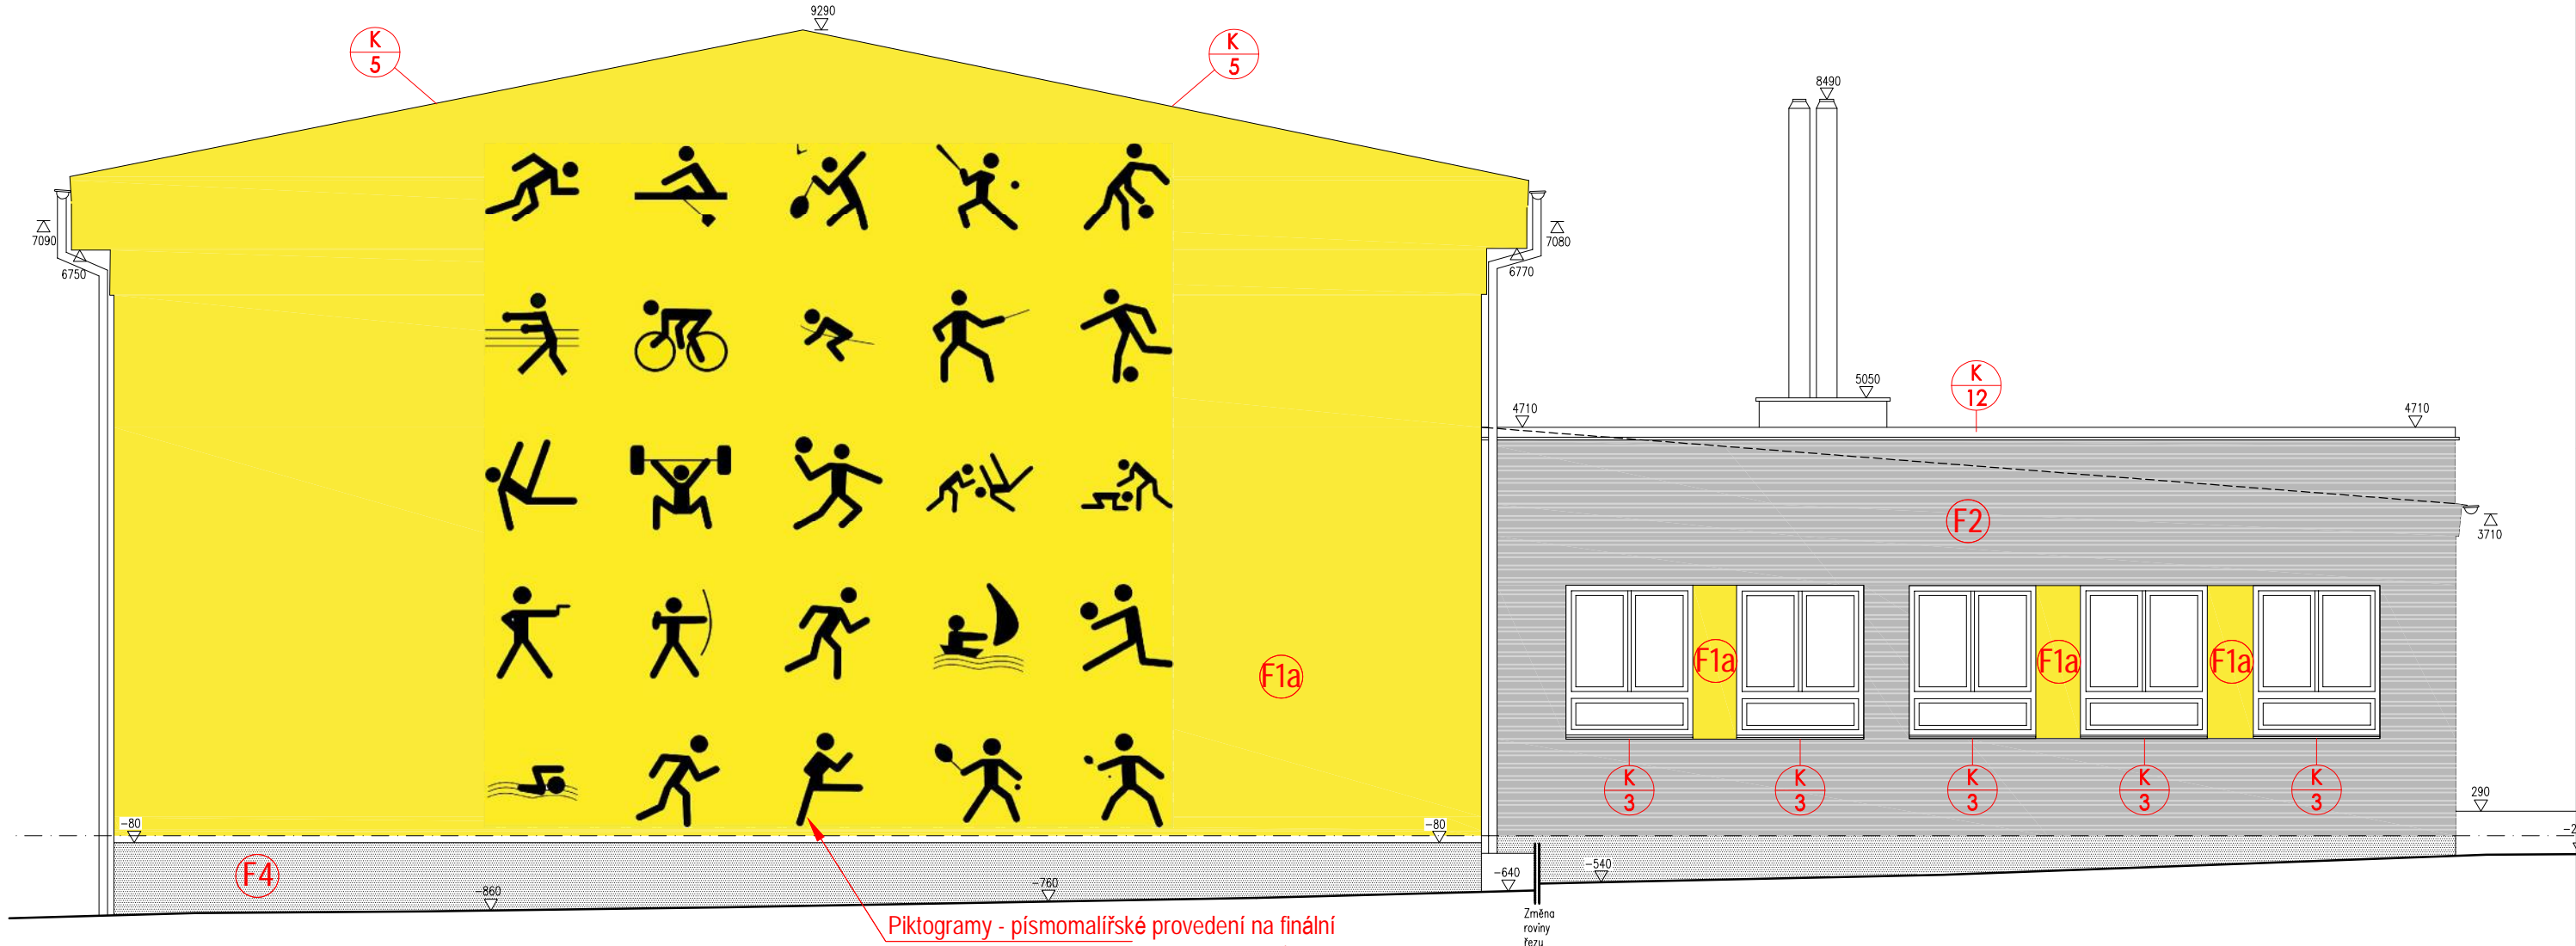 9290
K
5
K
5
8490
7090
6750
7080
6770
5050
K
12
4710
4710
F2
3710
F1a
F1a
F1a
F1a
K
3
K
3
K
3
K
3
K
3
290
-80
-80
-2
F4
-860
-760
-640
-540
Změna
roviny
řezu
Piktogramy - písmomalířské provedení na finální